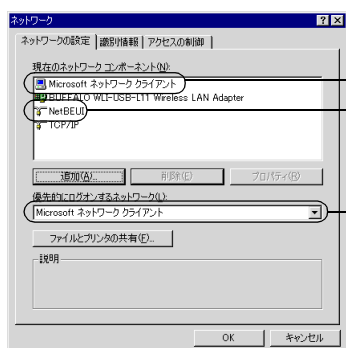 ネットワーク
ネットワークの設定 識別情報 アクセスの制御
現在のネットワーク コンポーネント(N):
Microsoft ネットワーク クライアント
BUFFALO WLI-USB-L11 Wireless LAN Adapter
NetBEUI
TCP/IP
追加(A)... 削除(E) プロパティ(R)
優先的にログオンするネットワーク(L):
Microsoft ネットワーク クライアント
ファイルとプリンタの共有(F)...
説明
OK キャンセル